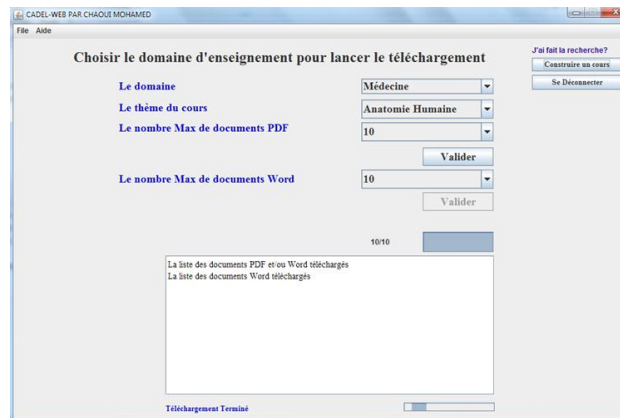 CADEL-WEB PAR CHAOUI MOHAMED
File Aide
Choisir le domaine d'enseignement pour lancer le téléchargement
J'ai fait la recherche?
Construire un cours
Se Déconnecter
Le domaine Médecine
Le thème du cours Anatomie Humaine
Le nombre Max de documents PDF 10
Valider
Le nombre Max de documents Word 10
Valider
10/10
La liste des documents PDF et/ou Word téléchargés
La liste des documents Word téléchargés
Téléchargement Terminé